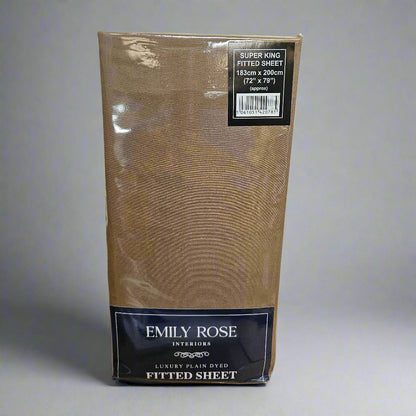 SUPER KING
FITTED SHEET
183cm x 200cm
(72" x 79")
(approx)
EMILY ROSE
INTERIORS
LUXURY PLAIN DYED
FITTED SHEET